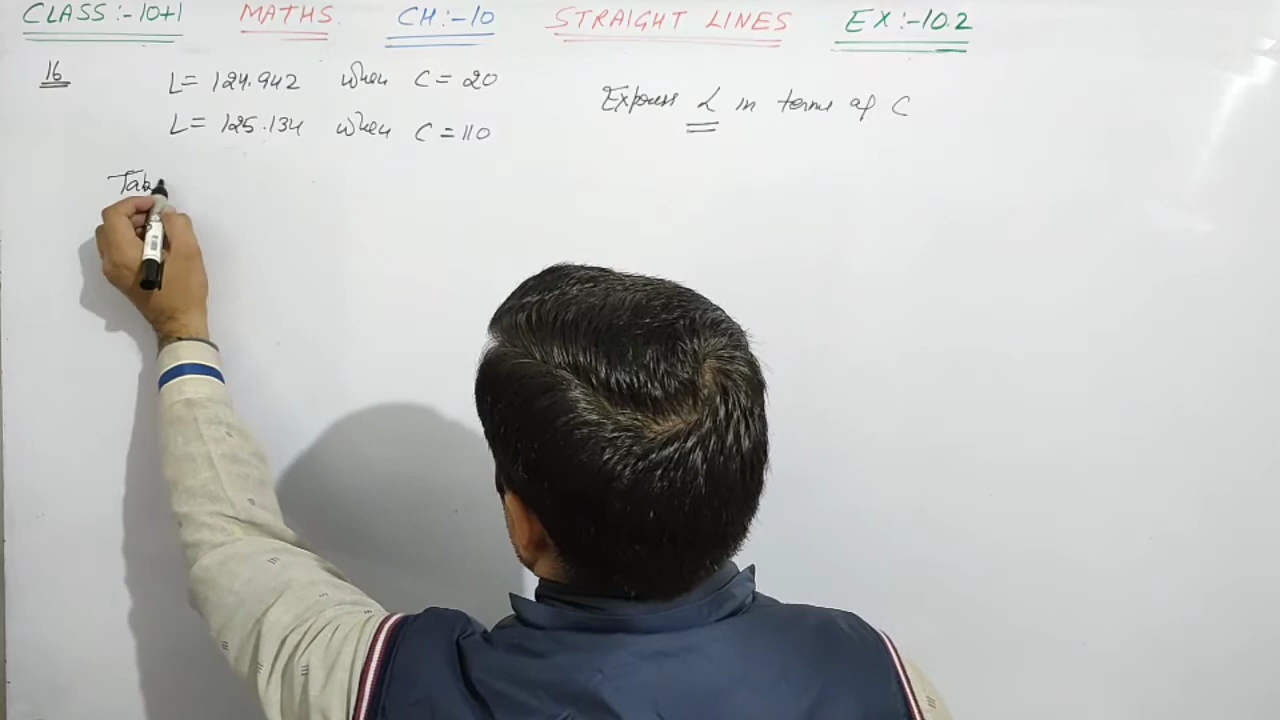 CLASS :-10+1 MATHS. CH:-10 STRAIGHT LINES EX:-10.2
16 L= 124.942 when C= 20
L= 125.134 when C=110
Express L in terms of C
Tab